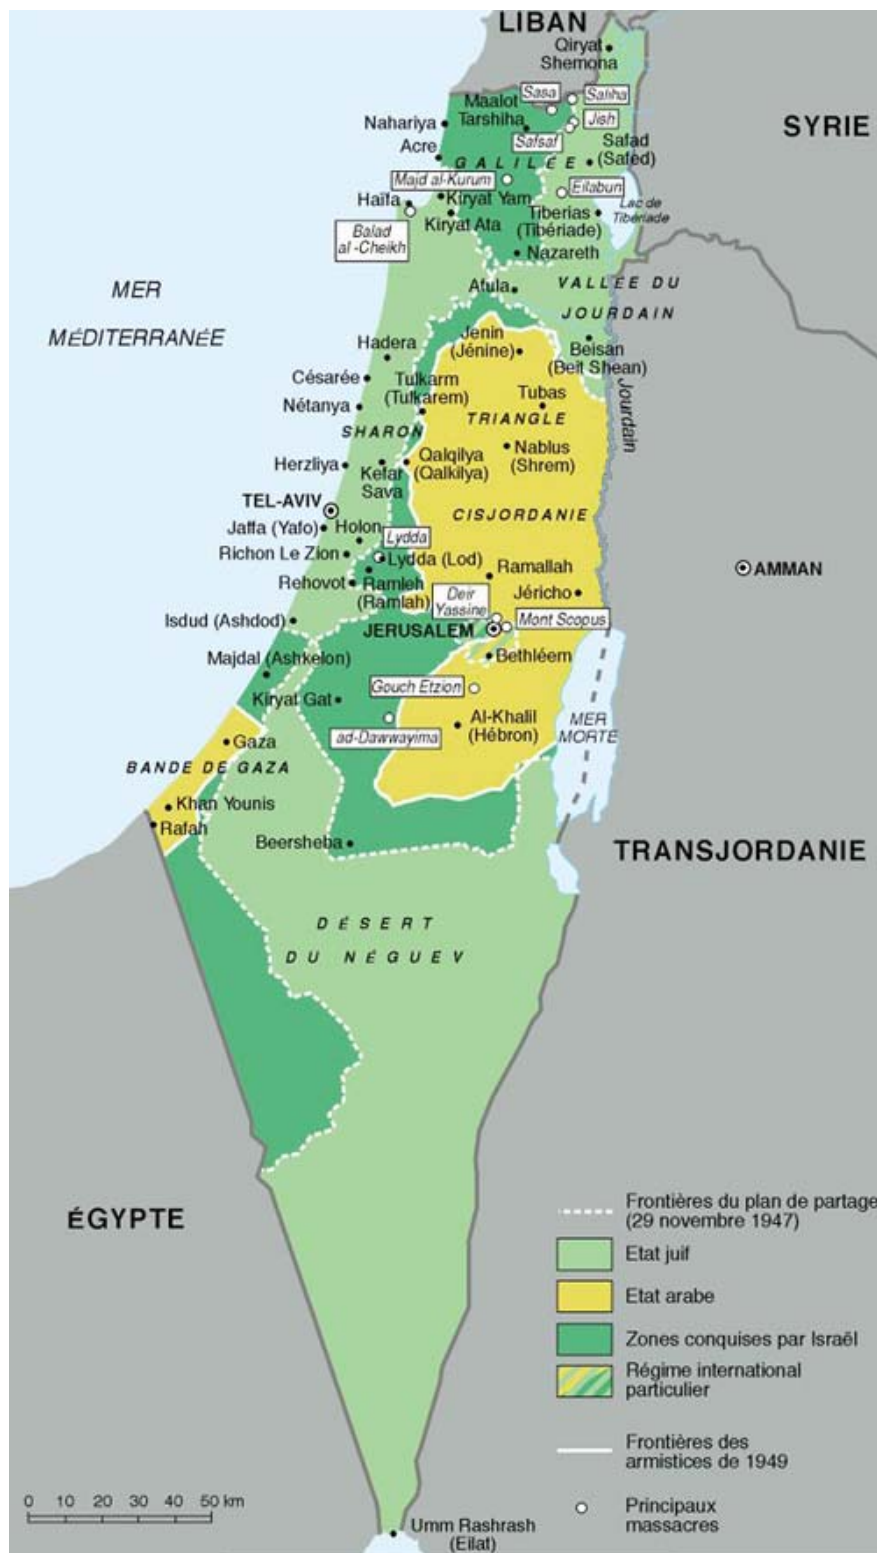 LIBAN
Qiryat
Shemona
Sasa
Saliha
Maalot
Tarshiha
Jish
Nahariya
SYRIE
Safsaf
Safad
(Safed)
Acre
GALILÉE
Majd al-Kurum
Eilabun
Haïfa
Kiryat Yam
Lac de
Tibériade
Balad
al -Cheikh
Kiryat Ata
Tiberias
(Tibériade)
Nazareth
MER
MÉDITERRANÉE
Afula
VALLÉE DU
JOURDAIN
Hadera
Jenin
(Jénine)
Beisan
(Beit Shean)
Césarée
Tulkarm
(Tulkarem)
Jourdain
Nétanya
Tubas
SHARON
TRIANGLE
Herzliya
Kefar
Sava
Qalqilya
(Qalkilya)
Nablus
(Shrem)
TEL-AVIV
CISJORDANIE
Jaffa (Yafo)
Holon
Lydda
Richon Le Zion
Lydda (Lod)
AMMAN
Rehovot
Ramleh
(Ramlah)
Ramallah
Deir
Yassine
Jéricho
Isdud (Ashdod)
JERUSALEM
Mont Scopus
Majdal (Ashkelon)
Bethléem
Kiryat Gat
Gouch Etzion
ad-Dawwayima
Al-Khalil
(Hébron)
MER
MORTE
Gaza
BANDE DE GAZA
Khan Younis
Rafah
Beersheba
TRANSJORDANIE
DÉSERT
DU NÉGUEV
ÉGYPTE
Frontières du plan de partage
(29 novembre 1947)
Etat juif
Etat arabe
Zones conquises par Israël
Régime international
particulier
Frontières des
armistices de 1949
Principaux
massacres
0 10 20 30 40 50 km
Umm Rashrash
(Eilat)